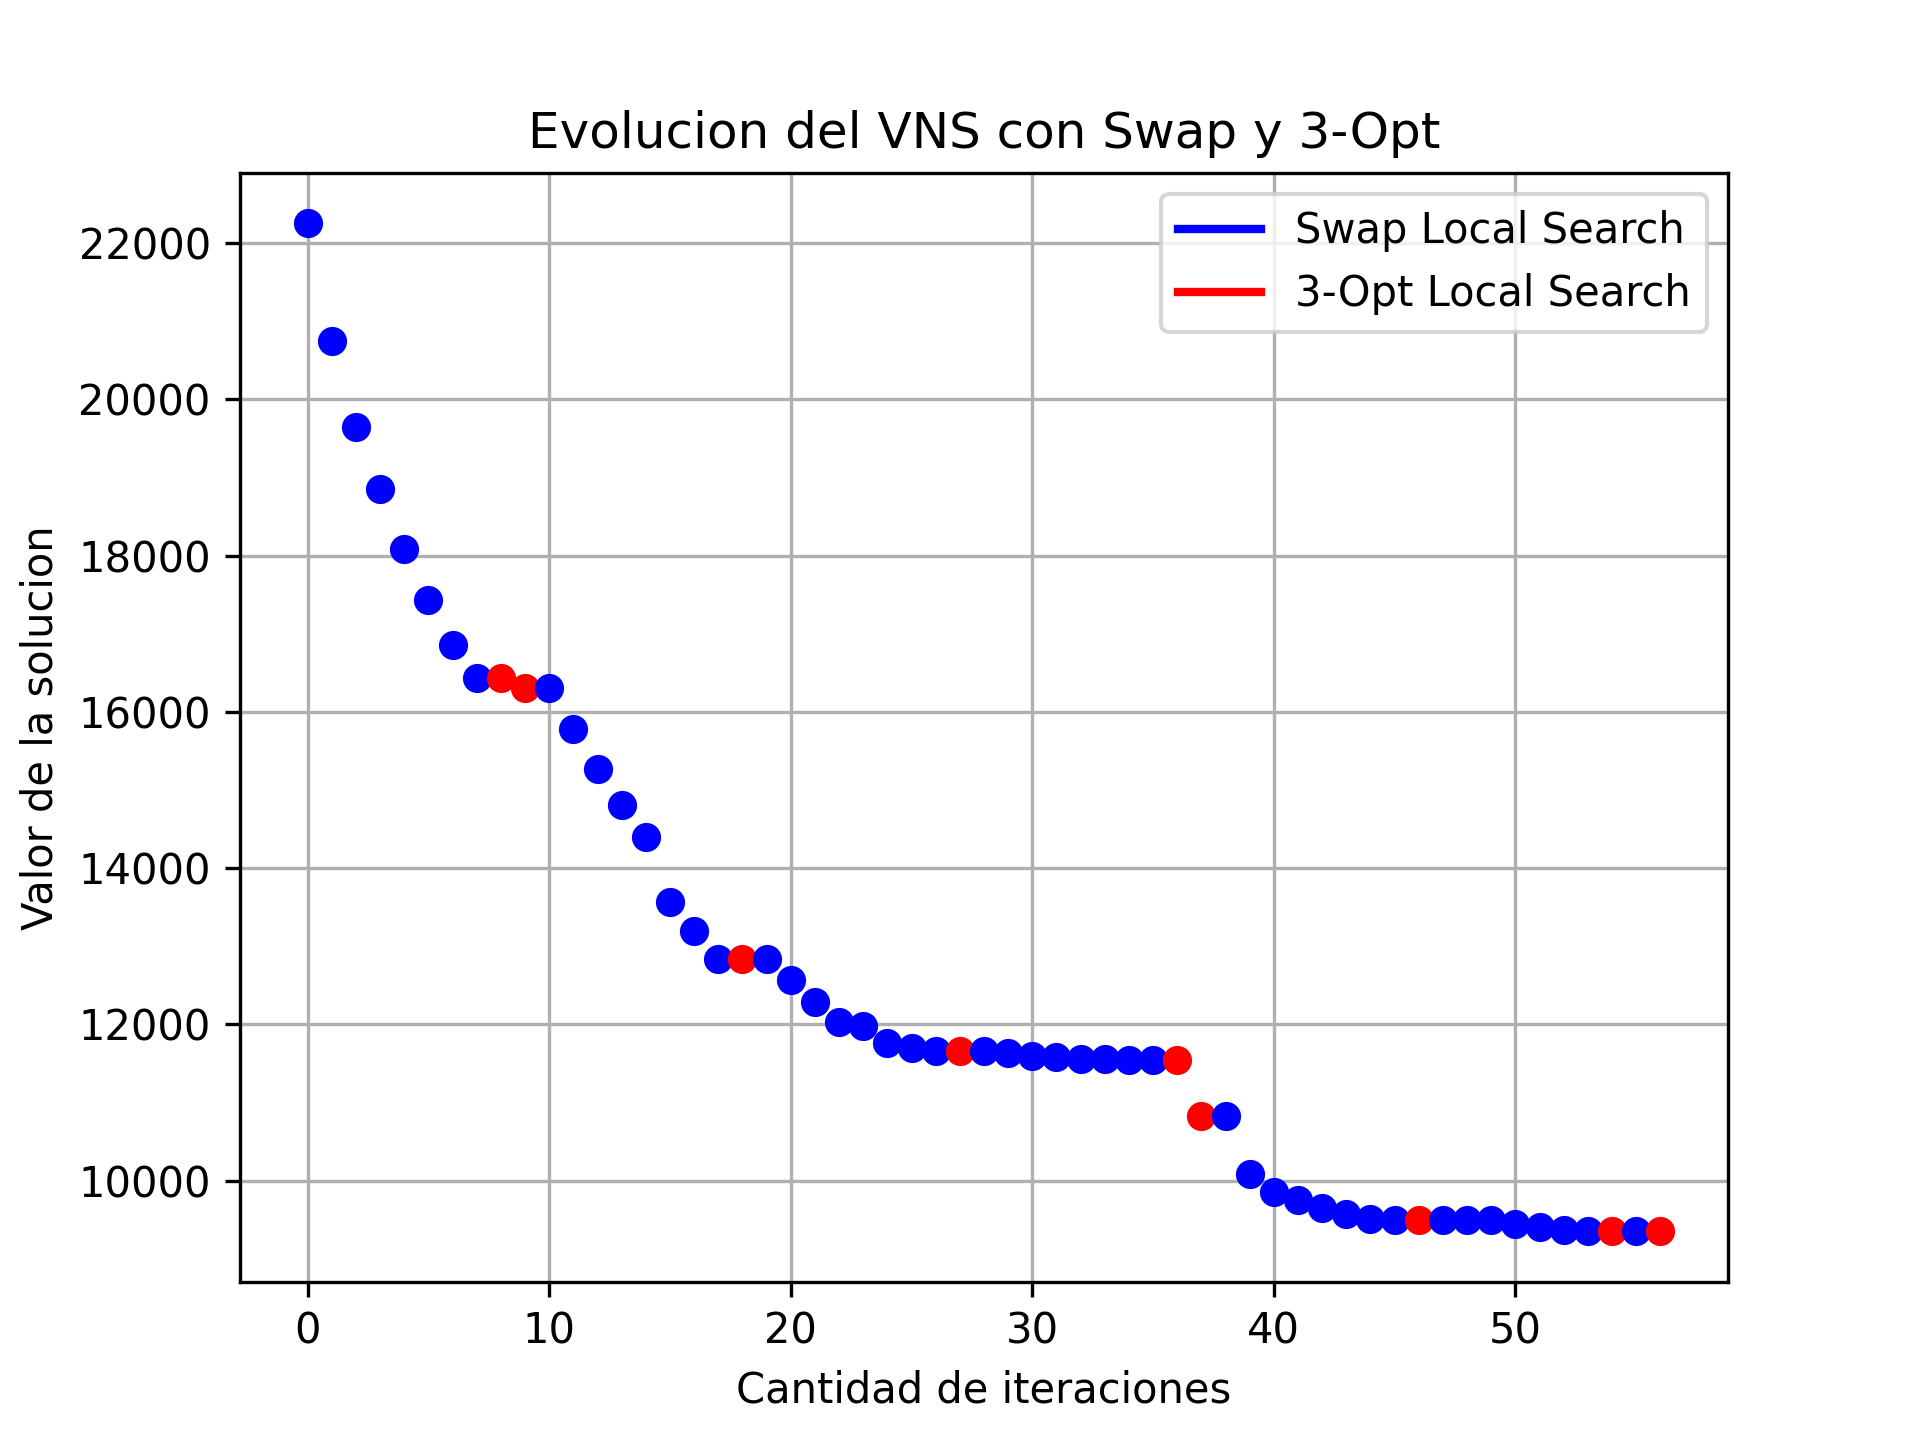 Evolucion del VNS con Swap y 3-Opt
Swap Local Search
3-Opt Local Search
Valor de la solucion
22000
20000
18000
16000
14000
12000
10000
0 10 20 30 40 50
Cantidad de iteraciones